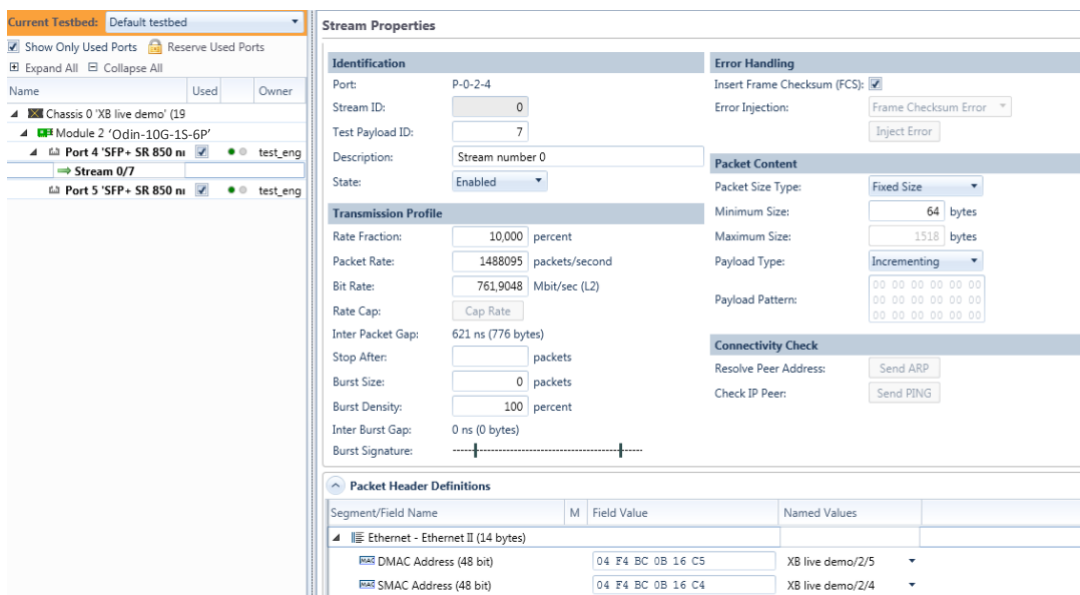 Current Testbed: Default testbed
Show Only Used Ports Reserve Used Ports
Expand All Collapse All
Name Used Owner
Chassis 0 'XB live demo' (19
Module 2 'Odin-10G-1S-6P'
Port 4 'SFP+ SR 850 n test_eng
Stream 0/7
Port 5 'SFP+ SR 850 n test_eng
Stream Properties
Identification
Port: P-0-2-4
Stream ID: 0
Test Payload ID: 7
Description: Stream number 0
State: Enabled
Transmission Profile
Rate Fraction: 10,000 percent
Packet Rate: 1488095 packets/second
Bit Rate: 761,9048 Mbit/sec (L2)
Rate Cap: Cap Rate
Inter Packet Gap: 621 ns (776 bytes)
Stop After: packets
Burst Size: 0 packets
Burst Density: 100 percent
Inter Burst Gap: 0 ns (0 bytes)
Burst Signature:
Error Handling
Insert Frame Checksum (FCS):
Error Injection: Frame Checksum Error
Inject Error
Packet Content
Packet Size Type: Fixed Size
Minimum Size: 64 bytes
Maximum Size: 1518 bytes
Payload Type: Incrementing
Payload Pattern: 00 00 00 00 00 00
00 00 00 00 00 00
00 00 00 00 00 00
Connectivity Check
Resolve Peer Address: Send ARP
Check IP Peer: Send PING
Packet Header Definitions
Segment/Field Name M Field Value Named Values
Ethernet - Ethernet II (14 bytes)
MAC DMAC Address (48 bit) 04 F4 BC 0B 16 C5 XB live demo/2/5
MAC SMAC Address (48 bit) 04 F4 BC 0B 16 C4 XB live demo/2/4